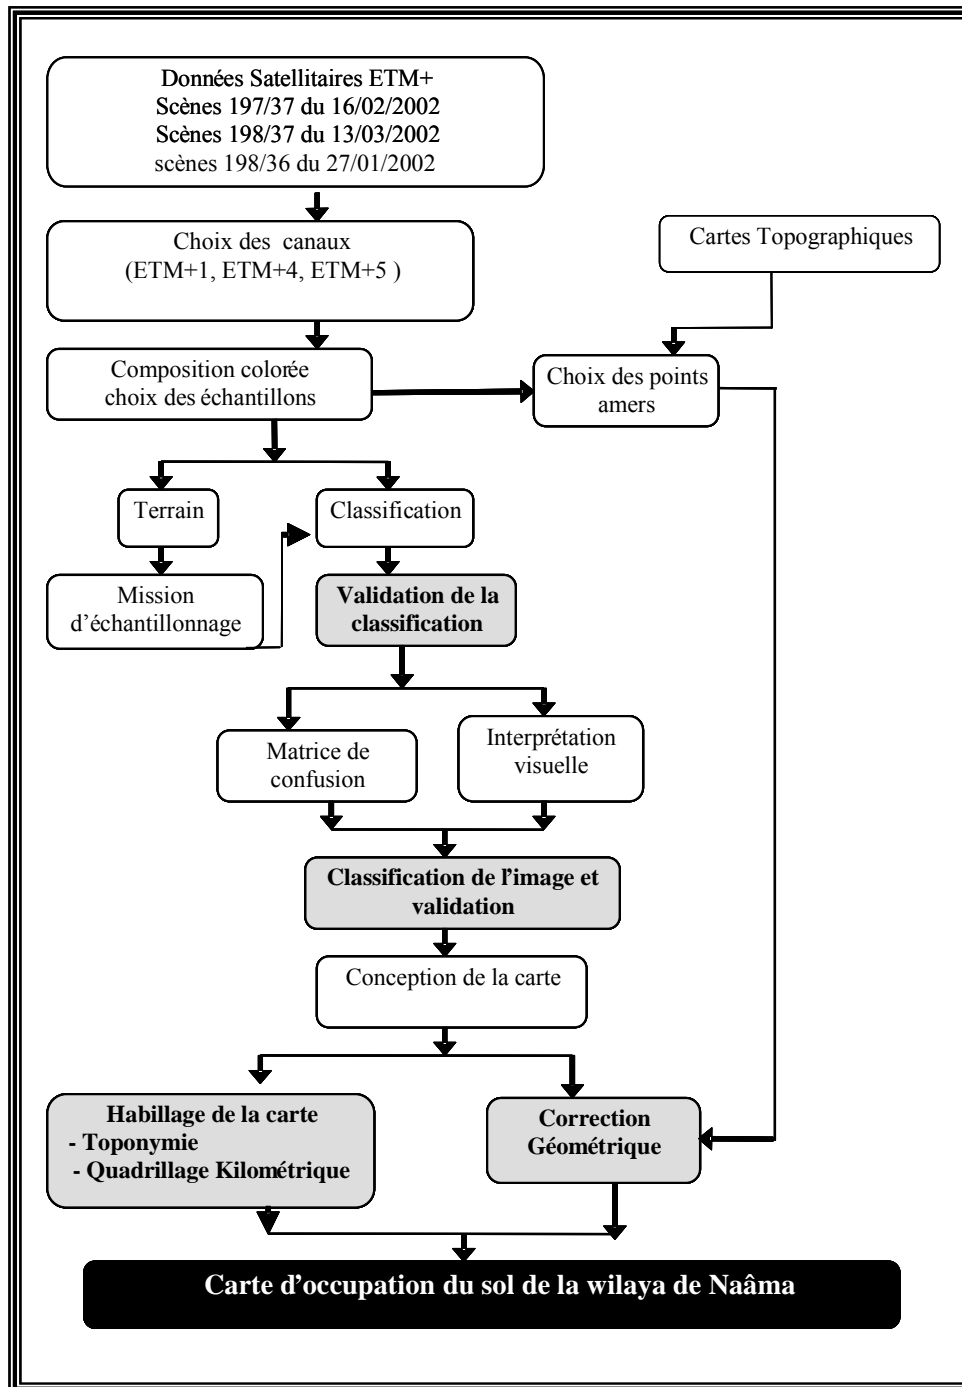 Données Satellitaires ETM+
Scènes 197/37 du 16/02/2002
Scènes 198/37 du 13/03/2002
scènes 198/36 du 27/01/2002
Choix des canaux
(ETM+1, ETM+4, ETM+5 )
Cartes Topographiques
Composition colorée
choix des échantillons
Choix des points
amers
Terrain
Classification
Mission
d’échantillonnage
Validation de la
classification
Matrice de
confusion
Interprétation
visuelle
Classification de l’image et
validation
Conception de la carte
Habillage de la carte
- Toponymie
- Quadrillage Kilométrique
Correction
Géométrique
Carte d’occupation du sol de la wilaya de Naâma